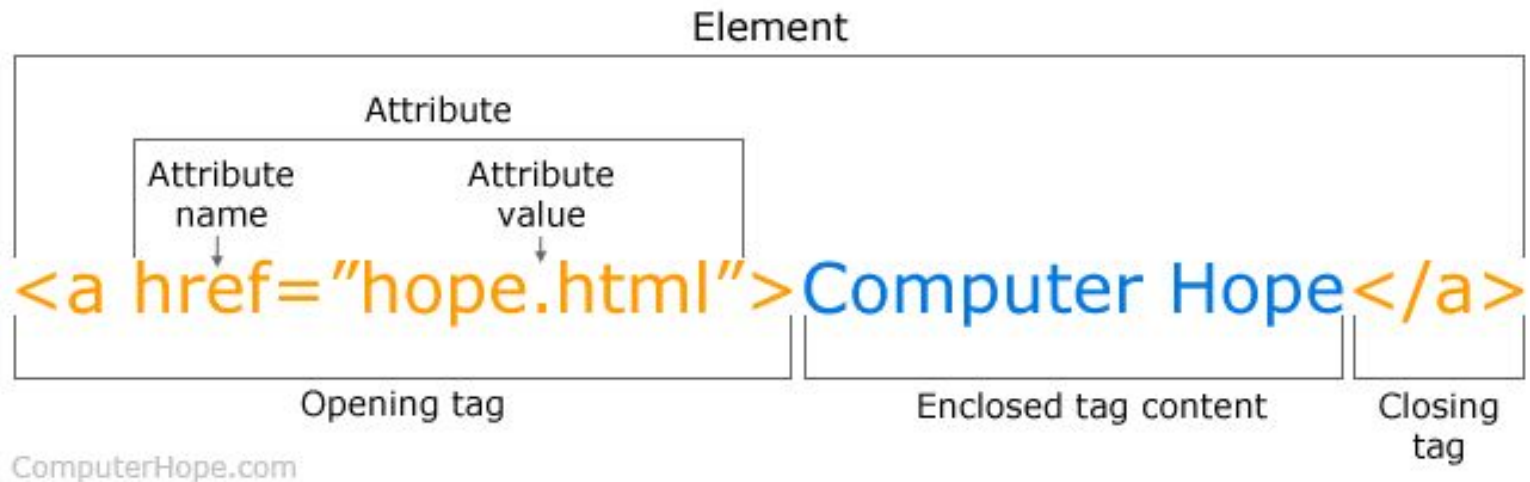 Element
Attribute
Attribute name
Attribute value
<a href=”hope.html”>Computer Hope</a>
Opening tag
Enclosed tag content
Closing tag
ComputerHope.com